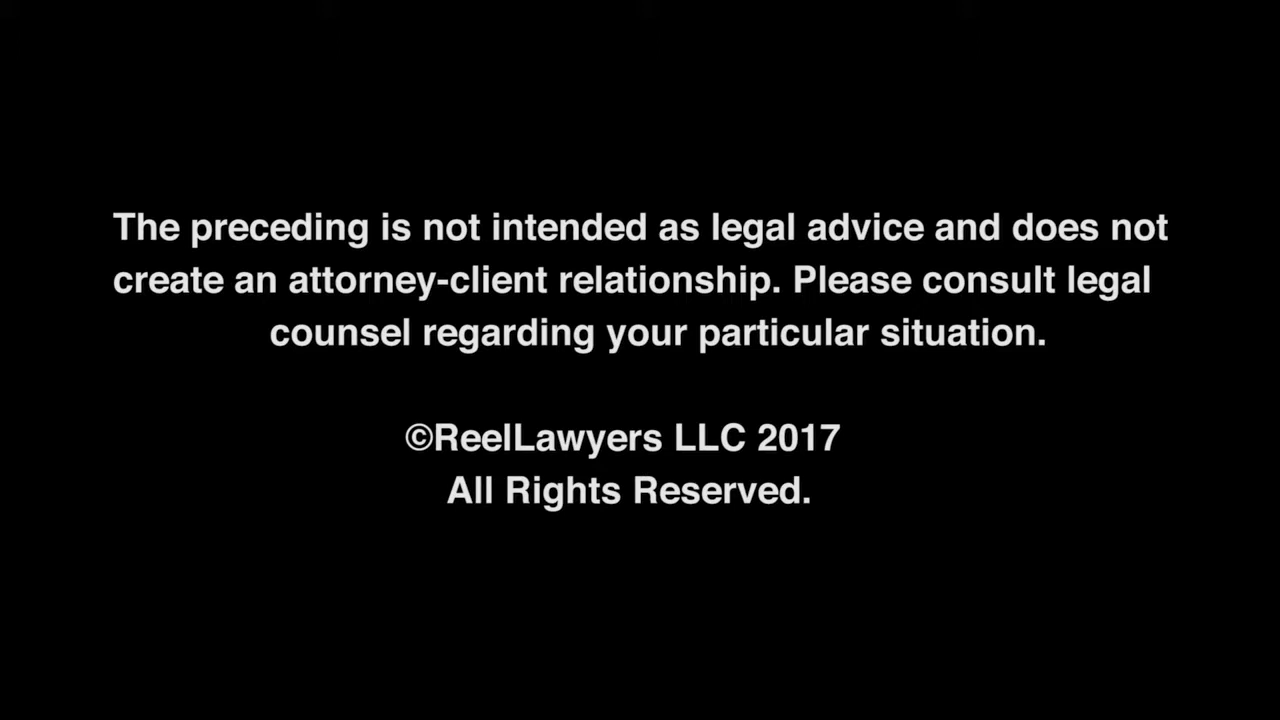 The preceding is not intended as legal advice and does not
create an attorney-client relationship. Please consult legal
counsel regarding your particular situation.
©ReelLawyers LLC 2017
All Rights Reserved.